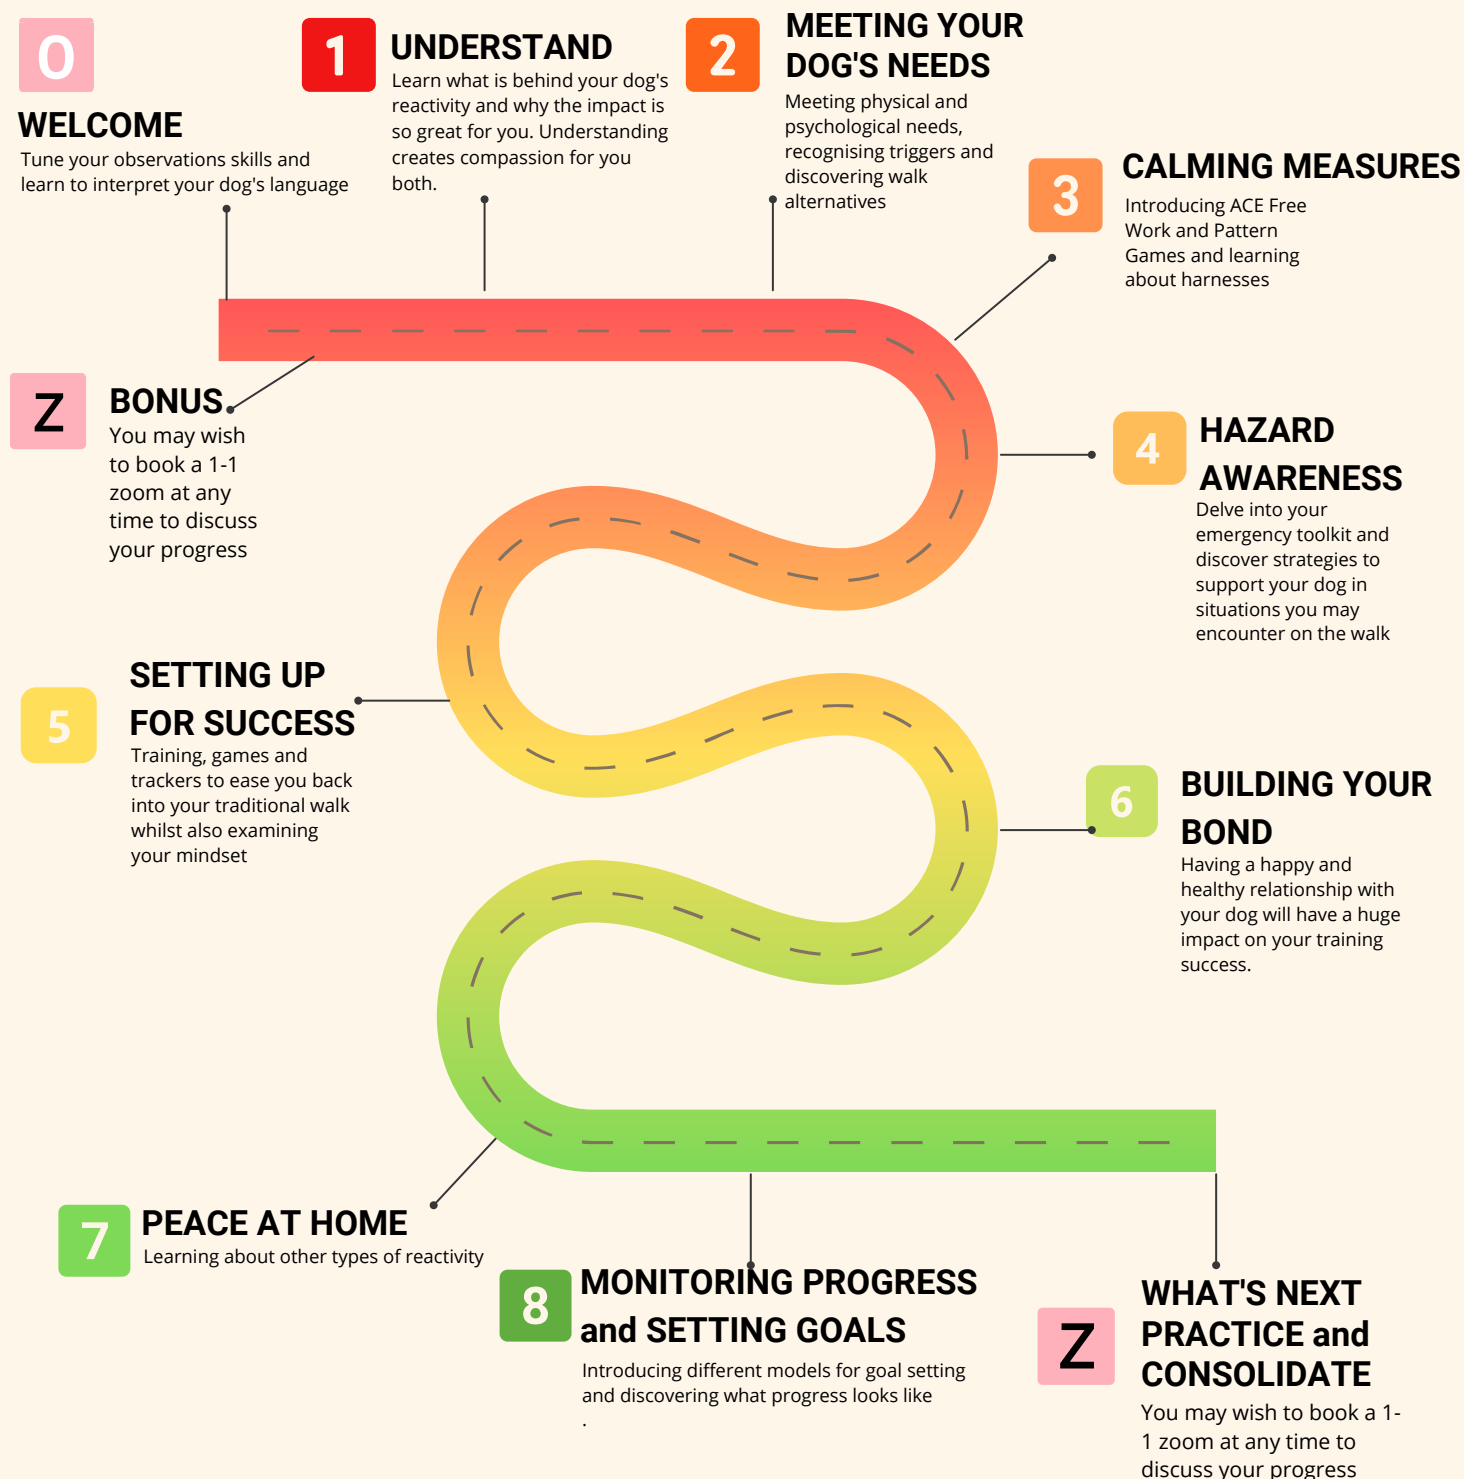 0
WELCOME
Tune your observations skills and
learn to interpret your dog's language
1
UNDERSTAND
Learn what is behind your dog's
reactivity and why the impact is
so great for you. Understanding
creates compassion for you
both.
2
MEETING YOUR
DOG'S NEEDS
Meeting physical and
psychological needs,
recognising triggers and
discovering walk
alternatives
3
CALMING MEASURES
Introducing ACE Free
Work and Pattern
Games and learning
about harnesses
Z
BONUS
You may wish
to book a 1-1
zoom at any
time to discuss
your progress
4
HAZARD
AWARENESS
Delve into your
emergency toolkit and
discover strategies to
support your dog in
situations you may
encounter on the walk
5
SETTING UP
FOR SUCCESS
Training, games and
trackers to ease you back
into your traditional walk
whilst also examining
your mindset
6
BUILDING YOUR
BOND
Having a happy and
healthy relationship with
your dog will have a huge
impact on your training
success.
7
PEACE AT HOME
Learning about other types of reactivity
8
MONITORING PROGRESS
and SETTING GOALS
Introducing different models for goal setting
and discovering what progress looks like
.
Z
WHAT'S NEXT
PRACTICE and
CONSOLIDATE
You may wish to book a 1-
1 zoom at any time to
discuss your progress